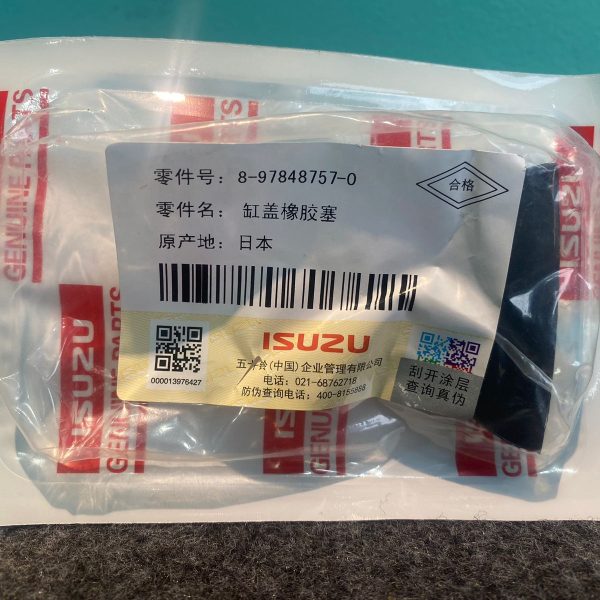 零件号：8-97848757-0
合格
零件名：缸盖橡胶塞
原产地：日本
ISUZU
五十铃(中国)企业管理有限公司
电话：021-68762718
防伪查询电话：400-8155888
000013976427
刮开涂层
查询真伪
GENUINE PARTS
ISUZU
GENUINE PARTS
ISUZU